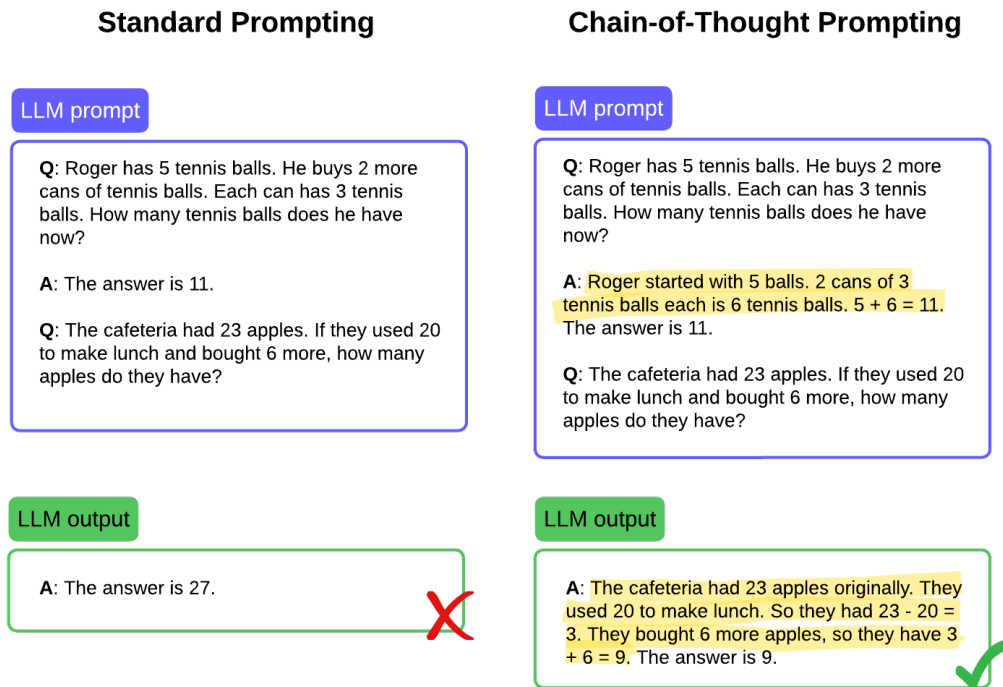 Standard Prompting
LLM prompt
Q: Roger has 5 tennis balls. He buys 2 more
cans of tennis balls. Each can has 3 tennis
balls. How many tennis balls does he have
now?
A: The answer is 11.
Q: The cafeteria had 23 apples. If they used 20
to make lunch and bought 6 more, how many
apples do they have?
LLM output
A: The answer is 27.
Chain-of-Thought Prompting
LLM prompt
Q: Roger has 5 tennis balls. He buys 2 more
cans of tennis balls. Each can has 3 tennis
balls. How many tennis balls does he have
now?
A: Roger started with 5 balls. 2 cans of 3
tennis balls each is 6 tennis balls. 5 + 6 = 11.
The answer is 11.
Q: The cafeteria had 23 apples. If they used 20
to make lunch and bought 6 more, how many
apples do they have?
LLM output
A: The cafeteria had 23 apples originally. They
used 20 to make lunch. So they had 23 - 20 =
3. They bought 6 more apples, so they have 3
+ 6 = 9. The answer is 9.